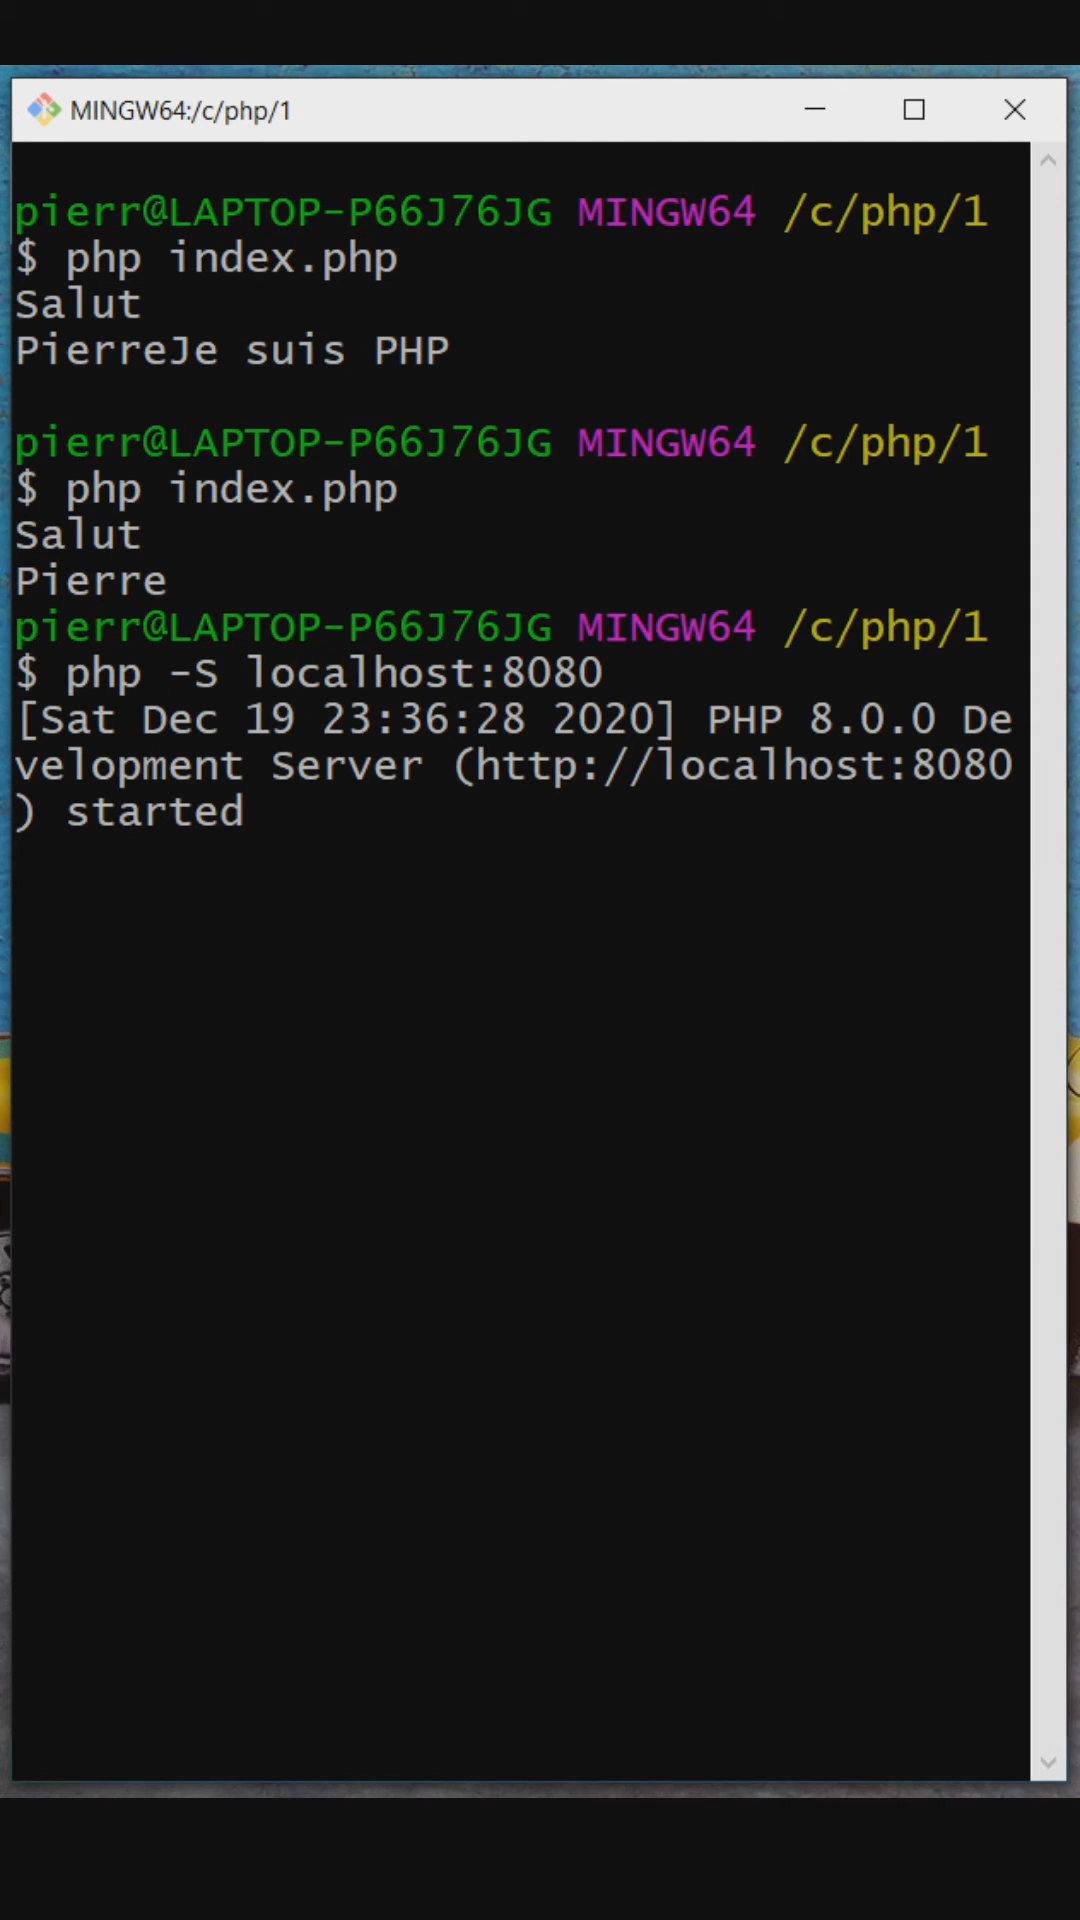 MINGW64:/c/php/1
pierr@LAPTOP-P66J76JG MINGW64 /c/php/1
$ php index.php
Salut
PierreJe suis PHP
pierr@LAPTOP-P66J76JG MINGW64 /c/php/1
$ php index.php
Salut
Pierre
pierr@LAPTOP-P66J76JG MINGW64 /c/php/1
$ php -S localhost:8080
[Sat Dec 19 23:36:28 2020] PHP 8.0.0 De
velopment Server (http://localhost:8080
) started